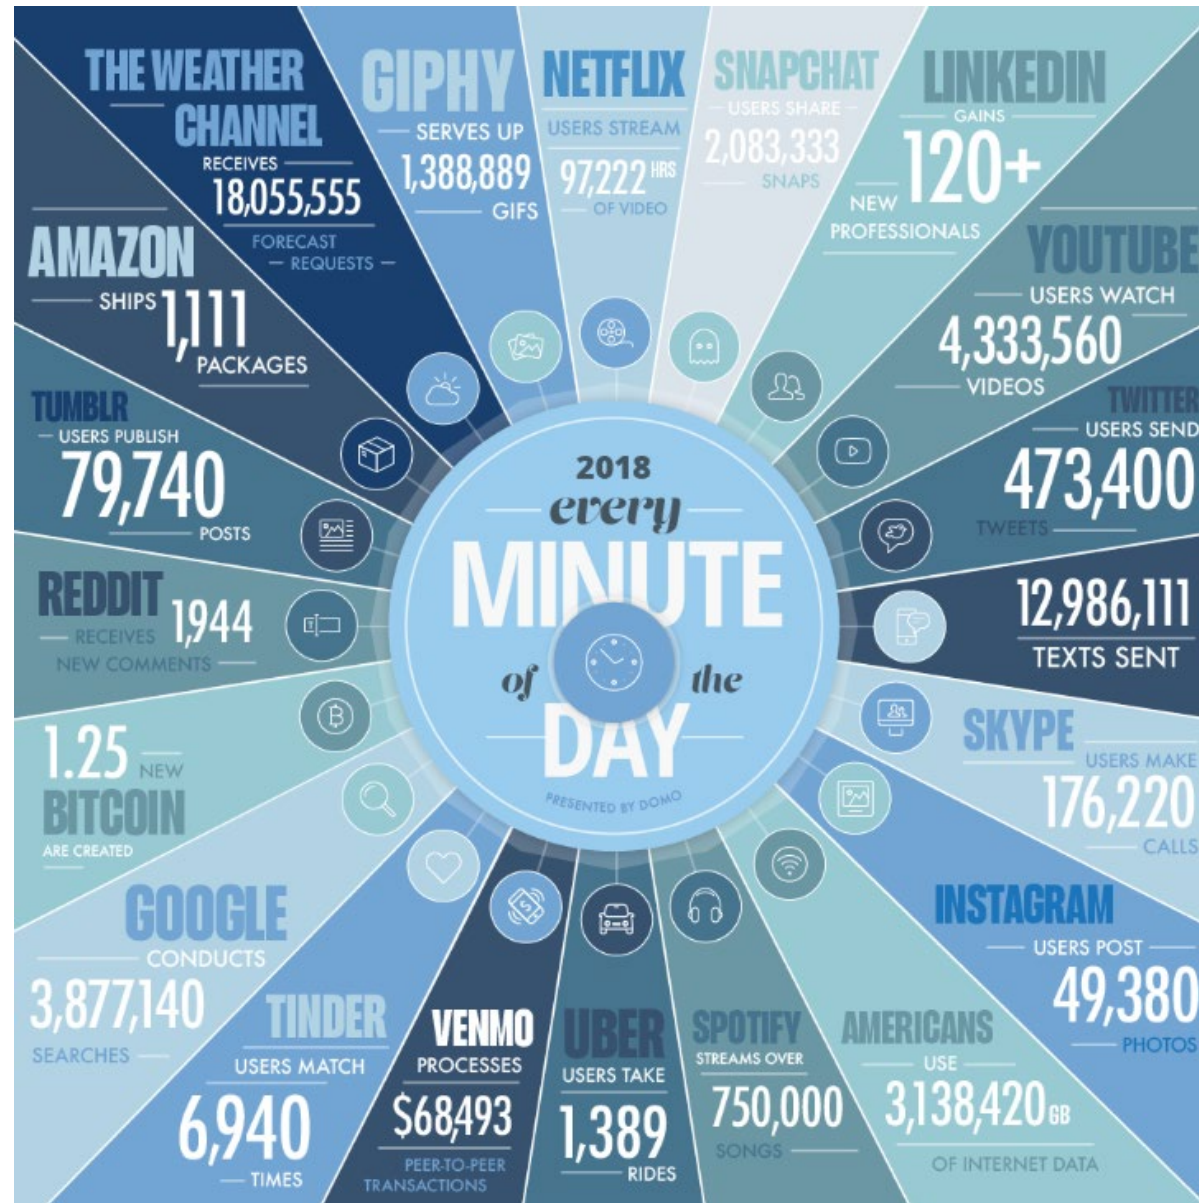 2018
every
MINUTE
of the
DAY
PRESENTED BY DOMO
THE WEATHER
CHANNEL
RECEIVES
18,055,555
FORECAST
REQUESTS
GIPHY
SERVES UP
1,388,889
GIFS
NETFLIX
USERS STREAM
97,222 HRS
OF VIDEO
SNAPCHAT
USERS SHARE
2,083,333
SNAPS
LINKEDIN
GAINS
120+
NEW
PROFESSIONALS
YOUTUBE
USERS WATCH
4,333,560
VIDEOS
TWITTER
USERS SEND
473,400
TWEETS
12,986,111
TEXTS SENT
SKYPE
USERS MAKE
176,220
CALLS
INSTAGRAM
USERS POST
49,380
PHOTOS
AMERICANS
USE
3,138,420 GB
OF INTERNET DATA
SPOTIFY
STREAMS OVER
750,000
SONGS
UBER
USERS TAKE
1,389
RIDES
VENMO
PROCESSES
$68,493
PEER-TO-PEER
TRANSACTIONS
TINDER
USERS MATCH
6,940
TIMES
GOOGLE
CONDUCTS
3,877,140
SEARCHES
1.25 NEW
BITCOIN
ARE CREATED
REDDIT
RECEIVES 1,944
NEW COMMENTS
TUMBLR
USERS PUBLISH
79,740
POSTS
AMAZON
SHIPS 1,111
PACKAGES